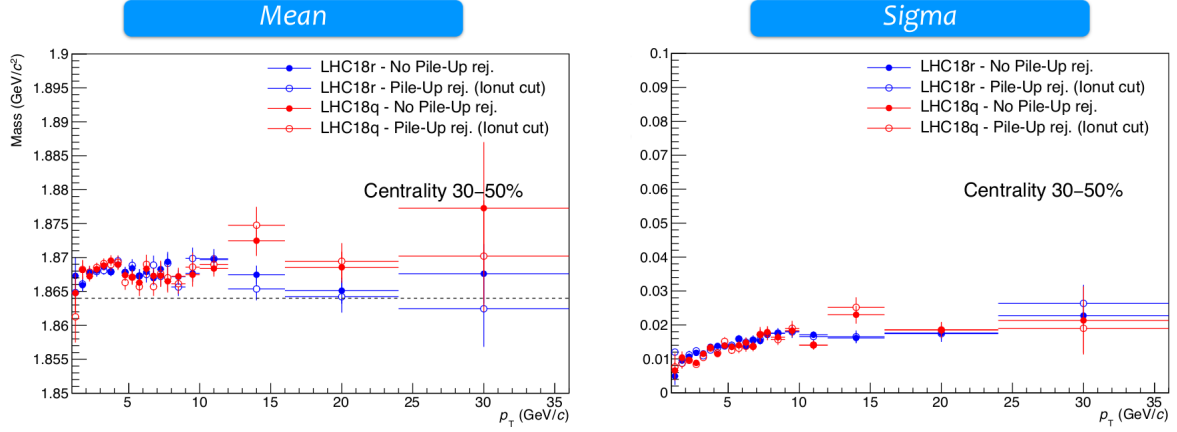 Mean
Sigma
Mass (GeV/c²)
1.9
1.895
1.89
1.885
1.88
1.875
1.87
1.865
1.86
1.855
1.85
LHC18r - No Pile-Up rej.
LHC18r - Pile-Up rej. (Ionut cut)
LHC18q - No Pile-Up rej.
LHC18q - Pile-Up rej. (Ionut cut)
Centrality 30–50%
5 10 15 20 25 30 35
p_T (GeV/c)
0.1
0.09
0.08
0.07
0.06
0.05
0.04
0.03
0.02
0.01
0
LHC18r - No Pile-Up rej.
LHC18r - Pile-Up rej. (Ionut cut)
LHC18q - No Pile-Up rej.
LHC18q - Pile-Up rej. (Ionut cut)
Centrality 30–50%
5 10 15 20 25 30 35
p_T (GeV/c)